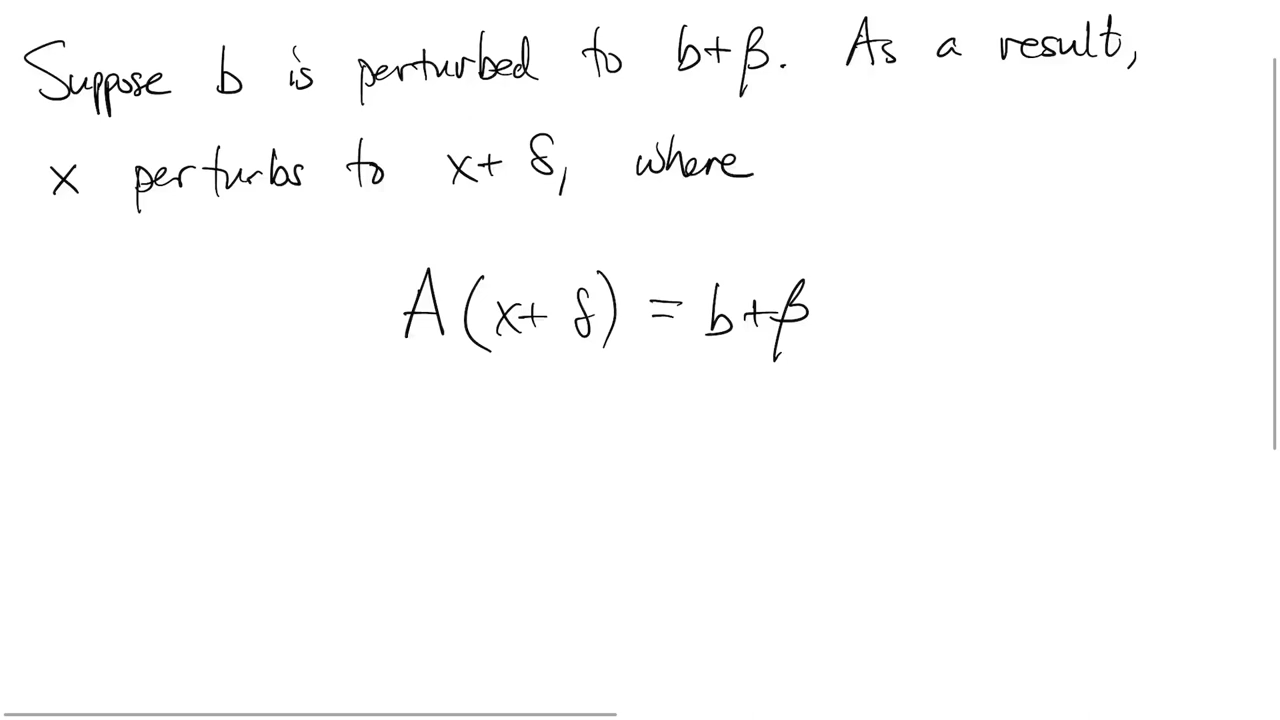 Suppose b is perturbed to b+β. As a result,
x perturbs to x+ δ, where
A(x+ δ) = b+β